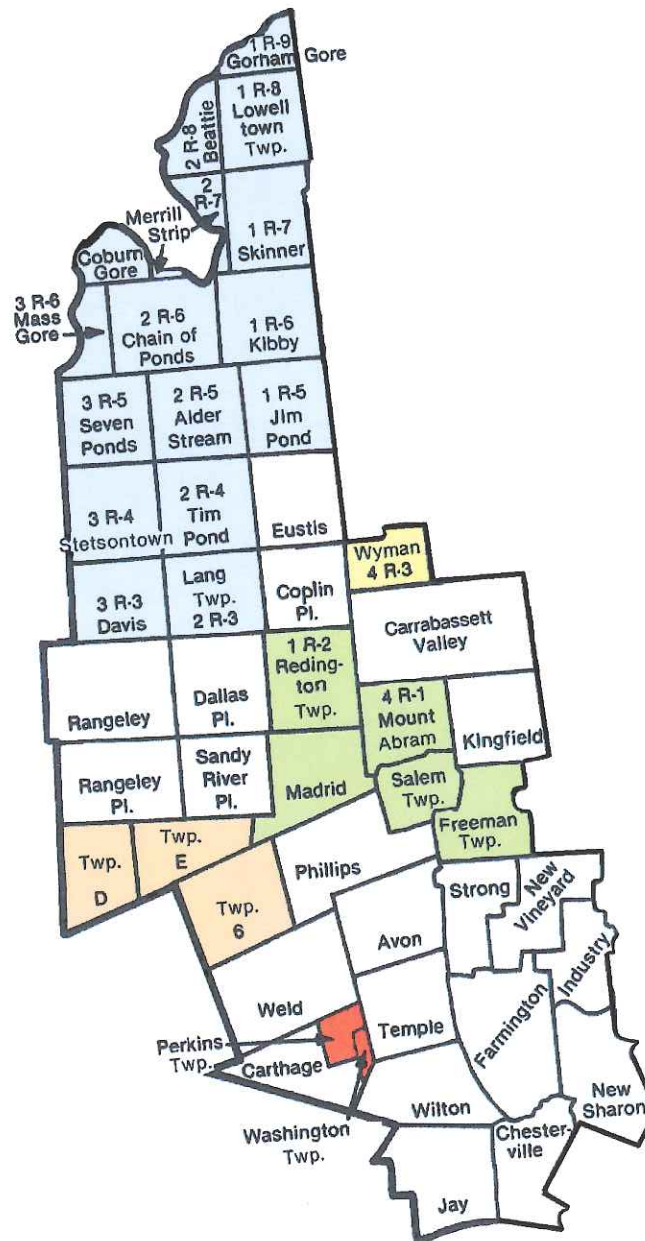 1 R-9
Gorham Gore
1 R-8
Lowell
town
Twp.
2 R-8
Beattie
2
R-7
Merrill
Strip
1 R-7
Skinner
Coburn
Gore
3 R-6
Mass
Gore
2 R-6
Chain of
Ponds
1 R-6
Kibby
3 R-5
Seven
Ponds
2 R-5
Alder
Stream
1 R-5
Jim
Pond
3 R-4
Stetsontown
2 R-4
Tim
Pond
Eustis
Wyman
4 R-3
3 R-3
Davis
Lang
Twp.
2 R-3
Coplin
Pl.
Carrabassett
Valley
Rangeley
Dallas
Pl.
1 R-2
Reding-
ton
Twp.
4 R-1
Mount
Abram
Kingfield
Rangeley
Pl.
Sandy
River
Pl.
Madrid
Salem
Twp.
Freeman
Twp.
Twp.
D
Twp.
E
Twp.
6
Phillips
Strong
New
Vineyard
Avon
Industry
Weld
Temple
Farmington
Perkins
Twp.
Carthage
Washington
Twp.
Wilton
New
Sharon
Chester-
ville
Jay